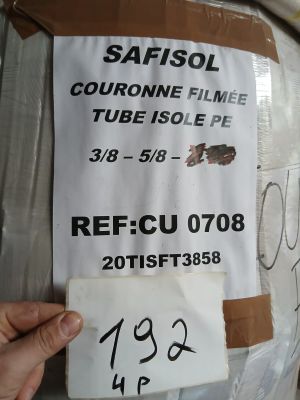 SAFISOL
COURONNE FILMÉE
TUBE ISOLE PE
3/8 – 5/8 –
REF:CU 0708
20TISFT3858
192
4P